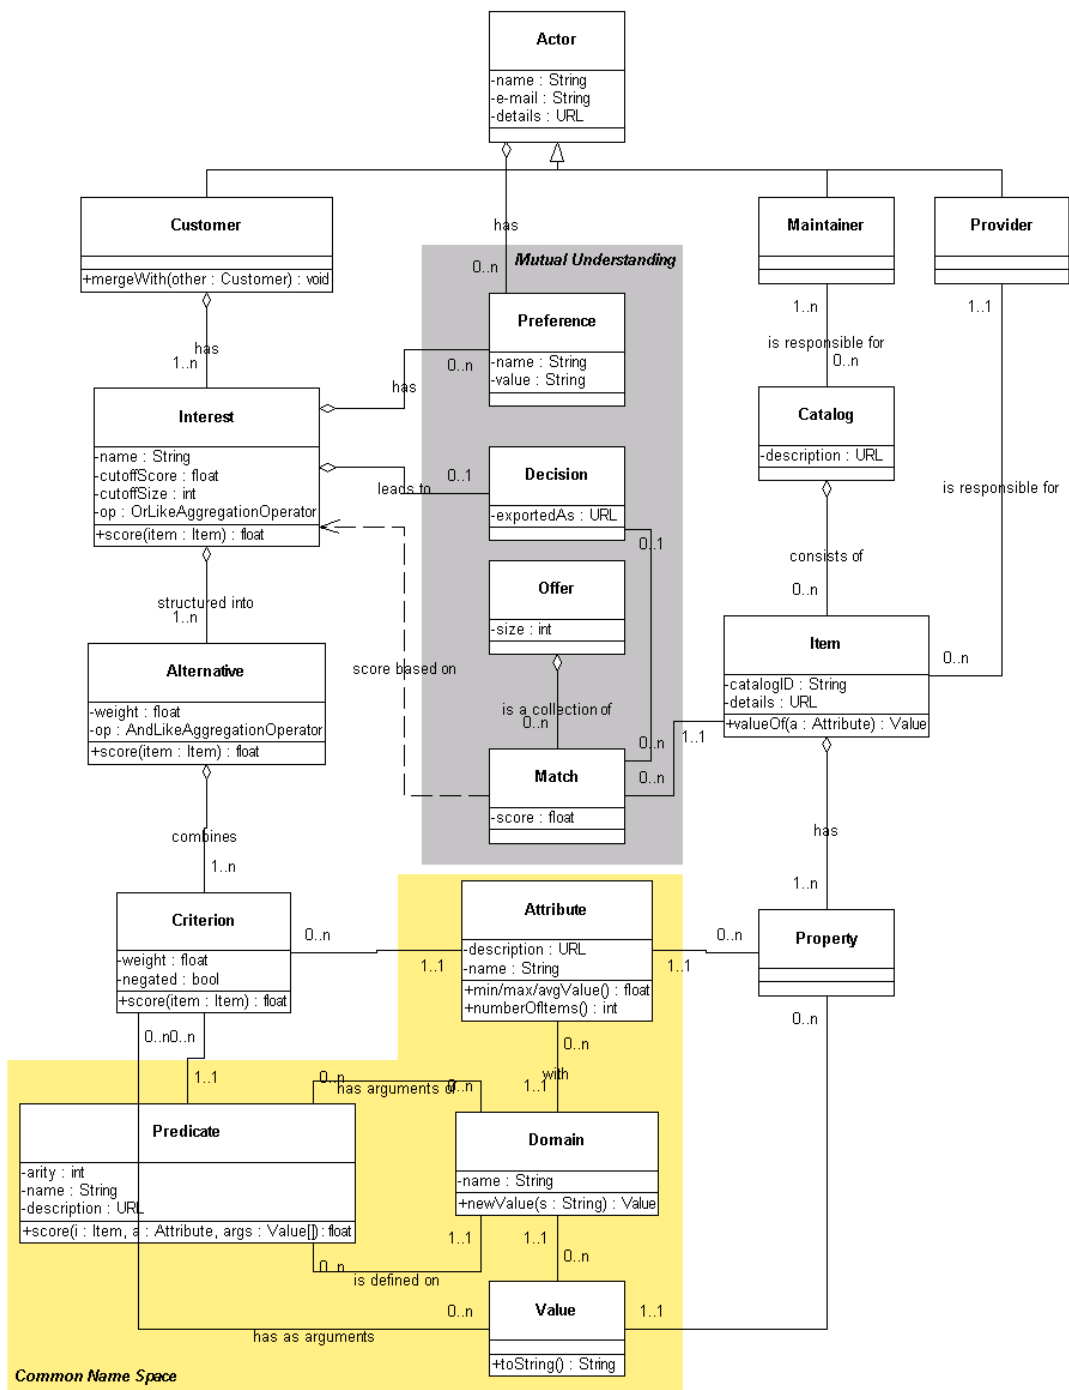 Actor
-name : String
-e-mail : String
-details : URL
Customer
+mergeWith(other : Customer) : void
Maintainer
Provider
has
0..n
Mutual Understanding
1..n
1..1
has
1..n
Preference
-name : String
-value : String
0..n
has
is responsible for
0..n
Interest
-name : String
-cutoffScore : float
-cutoffSize : int
-op : OrLikeAggregationOperator
+score(item : Item) : float
Catalog
-description : URL
Decision
-exportedAs : URL
0..1
leads to
0..1
is responsible for
consists of
0..n
Offer
-size : int
structured into
1..n
Item
-catalogID : String
-details : URL
+valueOf(a : Attribute) : Value
0..n
Alternative
-weight : float
-op : AndLikeAggregationOperator
+score(item : Item) : float
score based on
is a collection of
0..n
0..n
1..1
Match
-score : float
0..n
combines
1..n
has
1..n
Criterion
-weight : float
-negated : bool
+score(item : Item) : float
0..n
1..1
Attribute
-description : URL
-name : String
+min/max/avgValue() : float
+numberOfItems() : int
0..n
1..1
Property
0..n
0..n
0..n
1..1
0..n
has arguments of
0..n
0..n
with
1..1
Predicate
-arity : int
-name : String
-description : URL
+score(i : Item, a : Attribute, args : Value[]) : float
Domain
-name : String
+newValue(s : String) : Value
1..1
1..1
0..n
is defined on
0..n
Value
+toString() : String
0..n
1..1
has as arguments
Common Name Space